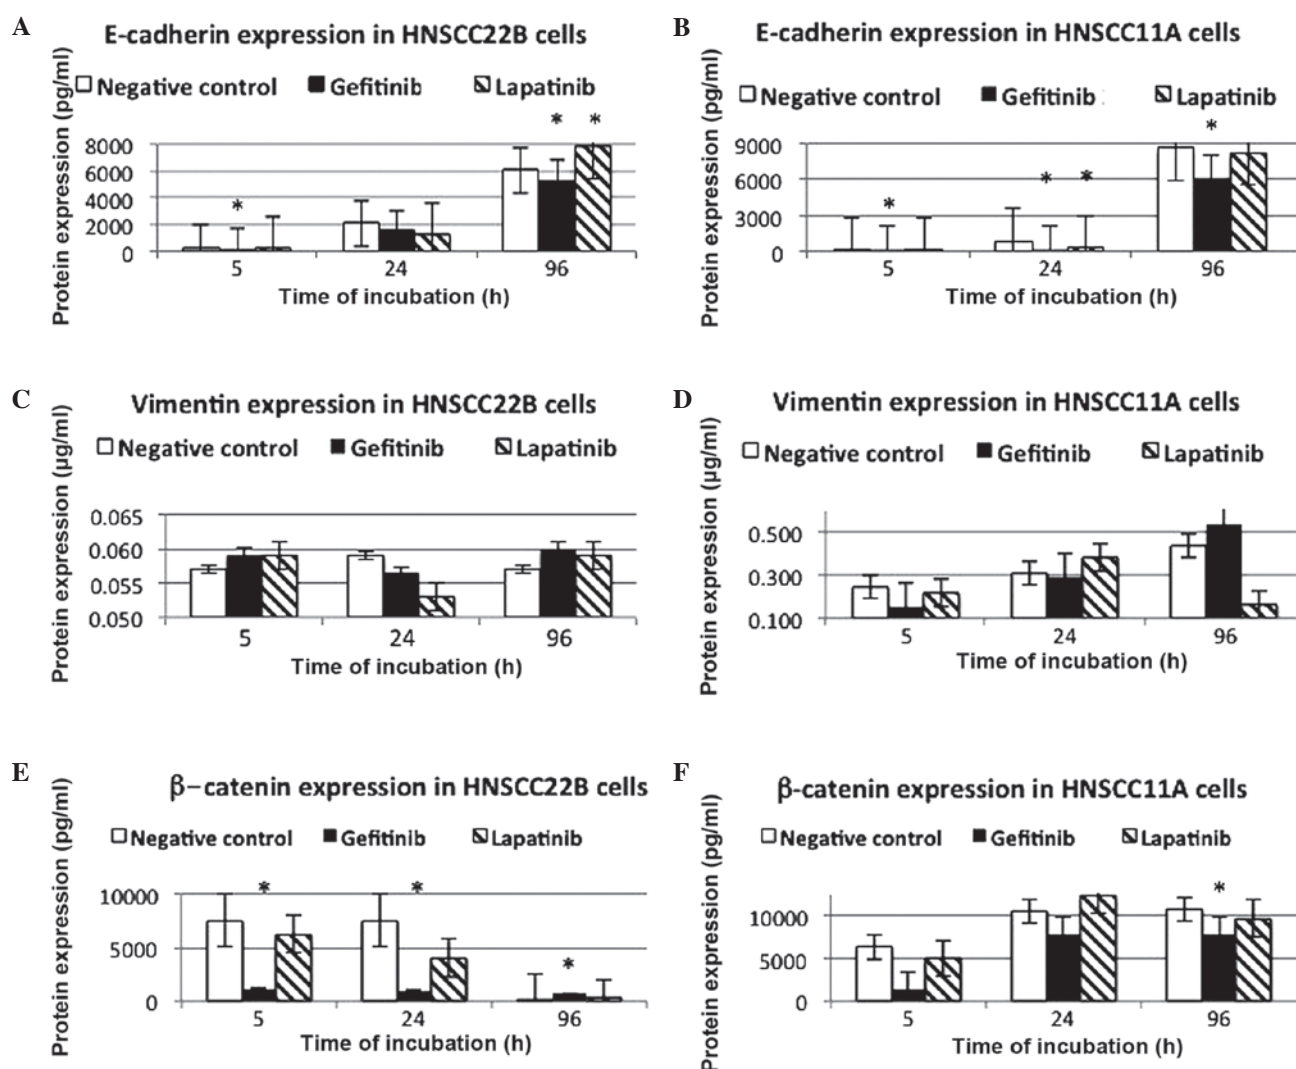 A
E-cadherin expression in HNSCC22B cells
Negative control Gefitinib Lapatinib
Protein expression (pg/ml)
* *
8000
6000
4000
*
2000
0
5 24 96
Time of incubation (h)
B
E-cadherin expression in HNSCC11A cells
Negative control Gefitinib Lapatinib
Protein expression (pg/ml)
*
9000
6000
* *
*
3000
0
5 24 96
Time of incubation (h)
C
Vimentin expression in HNSCC22B cells
Negative control Gefitinib Lapatinib
Protein expression (µg/ml)
0.065
0.060
0.055
0.050
5 24 96
Time of incubation (h)
D
Vimentin expression in HNSCC11A cells
Negative control Gefitinib Lapatinib
Protein expression (µg/ml)
0.500
0.300
0.100
5 24 96
Time of incubation (h)
E
β-catenin expression in HNSCC22B cells
Negative control Gefitinib Lapatinib
Protein expression (pg/ml)
* *
10000
5000
*
0
5 24 96
Time of incubation (h)
F
β-catenin expression in HNSCC11A cells
Negative control Gefitinib Lapatinib
Protein expression (pg/ml)
*
10000
5000
0
5 24 96
Time of incubation (h)